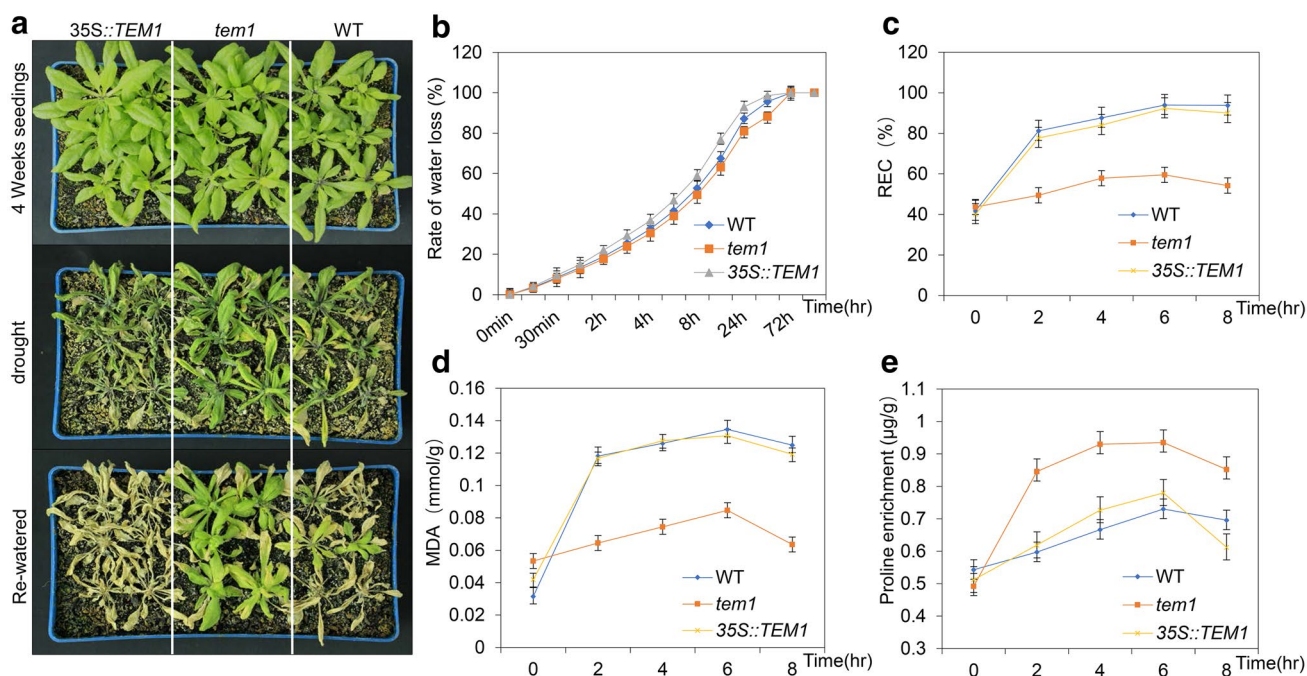 a
35S::TEM1
tem1
WT
4 Weeks seedings
drought
Re-watered
b
Rate of water loss (%)
120
100
80
60
40
20
0
0min
30min
2h
4h
8h
24h
72h
Time(hr)
WT
tem1
35S::TEM1
c
REC (%)
120
100
80
60
40
20
0
0
2
4
6
8
Time(hr)
WT
tem1
35S::TEM1
d
MDA (mmol/g)
0.16
0.14
0.12
0.1
0.08
0.06
0.04
0.02
0
0
2
4
6
8
Time(hr)
WT
tem1
35S::TEM1
e
Proline enrichment (μg/g)
1.1
1
0.9
0.8
0.7
0.6
0.5
0.4
0.3
0
2
4
6
8
Time(hr)
WT
tem1
35S::TEM1